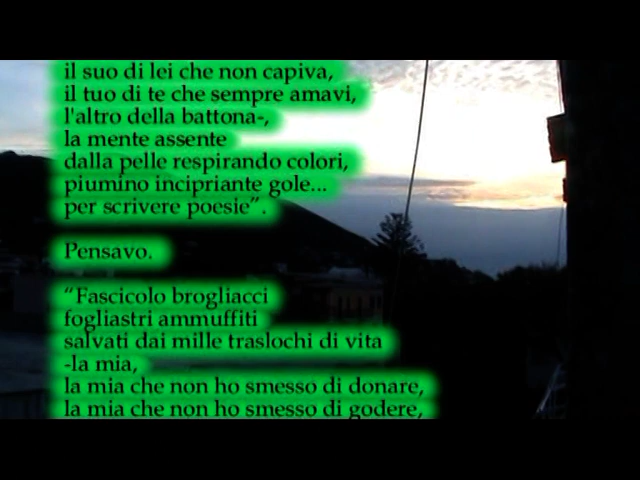 il suo di lei che non capiva,
il tuo di te che sempre amavi,
l'altro della battona-,
la mente assente
dalla pelle respirando colori,
piumino incipriante gole...
per scrivere poesie”.
Pensavo.
“Fascicolo brogliacci
fogliastri ammuffiti
salvati dai mille traslochi di vita
-la mia,
la mia che non ho smesso di donare,
la mia che non ho smesso di godere,